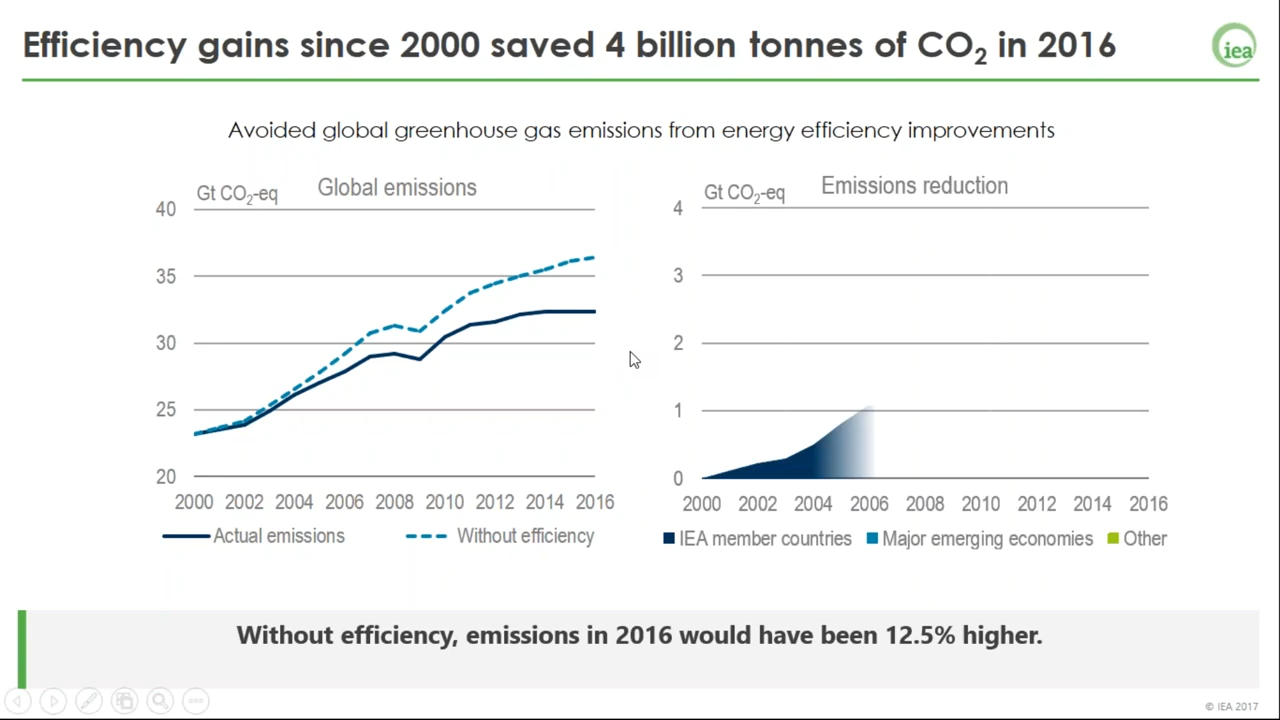 Efficiency gains since 2000 saved 4 billion tonnes of CO₂ in 2016
iea
Avoided global greenhouse gas emissions from energy efficiency improvements
Gt CO₂-eq
Global emissions
40
35
30
25
20
2000 2002 2004 2006 2008 2010 2012 2014 2016
Actual emissions
Without efficiency
Gt CO₂-eq
Emissions reduction
4
3
2
1
0
2000 2002 2004 2006 2008 2010 2012 2014 2016
IEA member countries
Major emerging economies
Other
Without efficiency, emissions in 2016 would have been 12.5% higher.
© IEA 2017